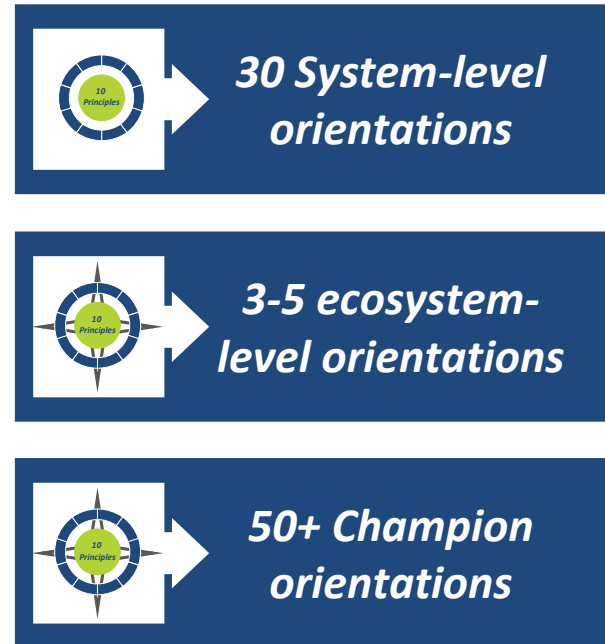 10
Principles
30 System-level
orientations
10
Principles
3-5 ecosystem-
level orientations
10
Principles
50+ Champion
orientations